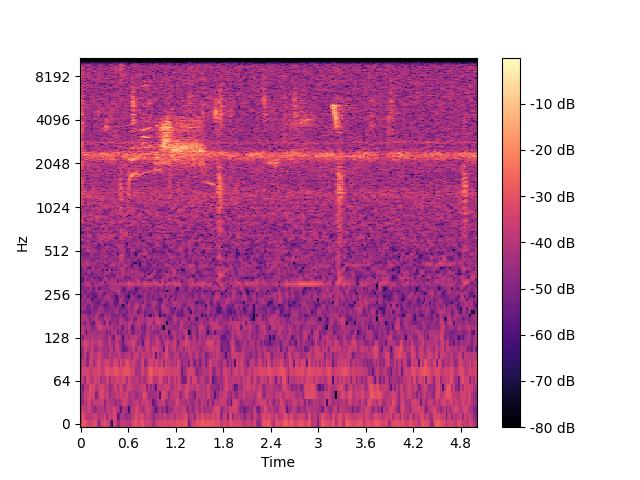 8192
4096
2048
1024
512
256
128
64
0
Hz
0 0.6 1.2 1.8 2.4 3 3.6 4.2 4.8
Time
-10 dB
-20 dB
-30 dB
-40 dB
-50 dB
-60 dB
-70 dB
-80 dB